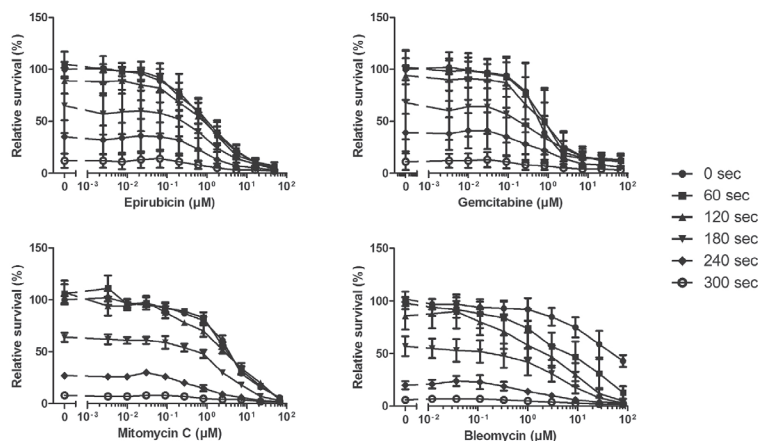 150
100
50
0
Relative survival (%)
0 10⁻³ 10⁻² 10⁻¹ 10⁰ 10¹ 10²
Epirubicin (µM)
150
100
50
0
Relative survival (%)
0 10⁻³ 10⁻² 10⁻¹ 10⁰ 10¹ 10²
Gemcitabine (µM)
0 sec
60 sec
120 sec
180 sec
240 sec
300 sec
150
100
50
0
Relative survival (%)
0 10⁻³ 10⁻² 10⁻¹ 10⁰ 10¹ 10²
Mitomycin C (µM)
150
100
50
0
Relative survival (%)
0 10⁻² 10⁻¹ 10⁰ 10¹ 10²
Bleomycin (µM)